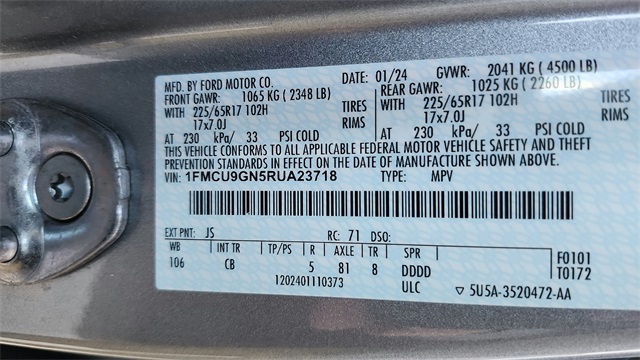 MFD. BY FORD MOTOR CO. DATE: 01/24 GVWR: 2041 KG ( 4500 LB)
FRONT GAWR: 1065 KG ( 2348 LB) REAR GAWR: 1025 KG ( 2260 LB)
WITH 225/65R17 102H TIRES WITH 225/65R17 102H TIRES
17x7.0J RIMS 17x7.0J RIMS
AT 230 kPa/ 33 PSI COLD AT 230 kPa/ 33 PSI COLD
THIS VEHICLE CONFORMS TO ALL APPLICABLE FEDERAL MOTOR VEHICLE SAFETY AND THEFT
PREVENTION STANDARDS IN EFFECT ON THE DATE OF MANUFACTURE SHOWN ABOVE.
VIN: 1FMCU9GN5RUA23718 TYPE: MPV
EXT PNT: JS RC: 71 DSO:
WB INT TR TP/PS R AXLE TR SPR F0101
106 CB 5 81 8 DDDD T0172
1202401110373 ULC ▽ 5U5A-3520472-AA